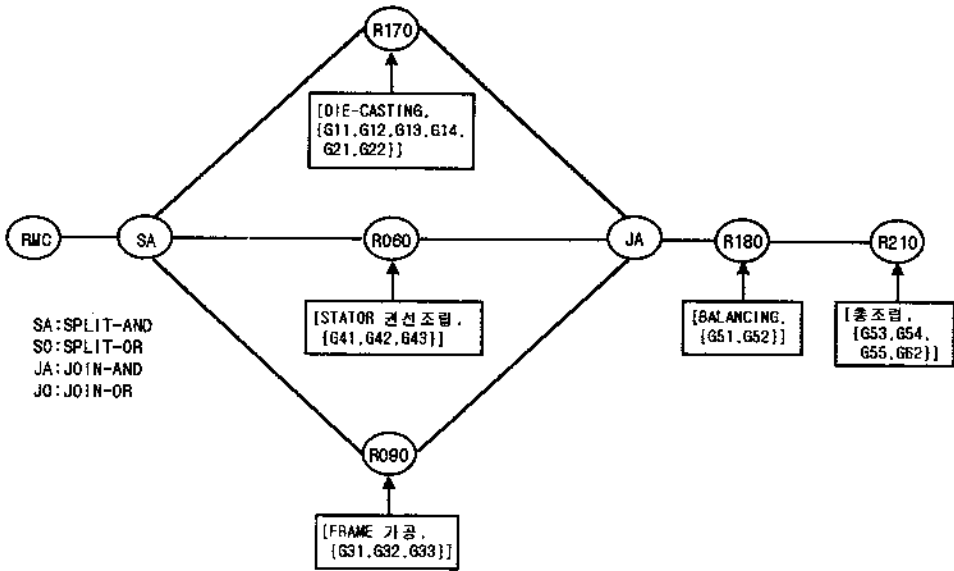 R170
[DIE-CASTING,
{G11,G12,G13,G14,
G21,G22}]
RMC
SA
R060
JA
R180
R210
[STATOR 권선조립,
{G41,G42,G43}]
[BALANCING,
{G51,G52}]
[총조립,
{G53,G54,
G55,G62}]
SA:SPLIT-AND
SO:SPLIT-OR
JA:JOIN-AND
JO:JOIN-OR
R090
[FRAME 가공,
{G31,G32,G33}]